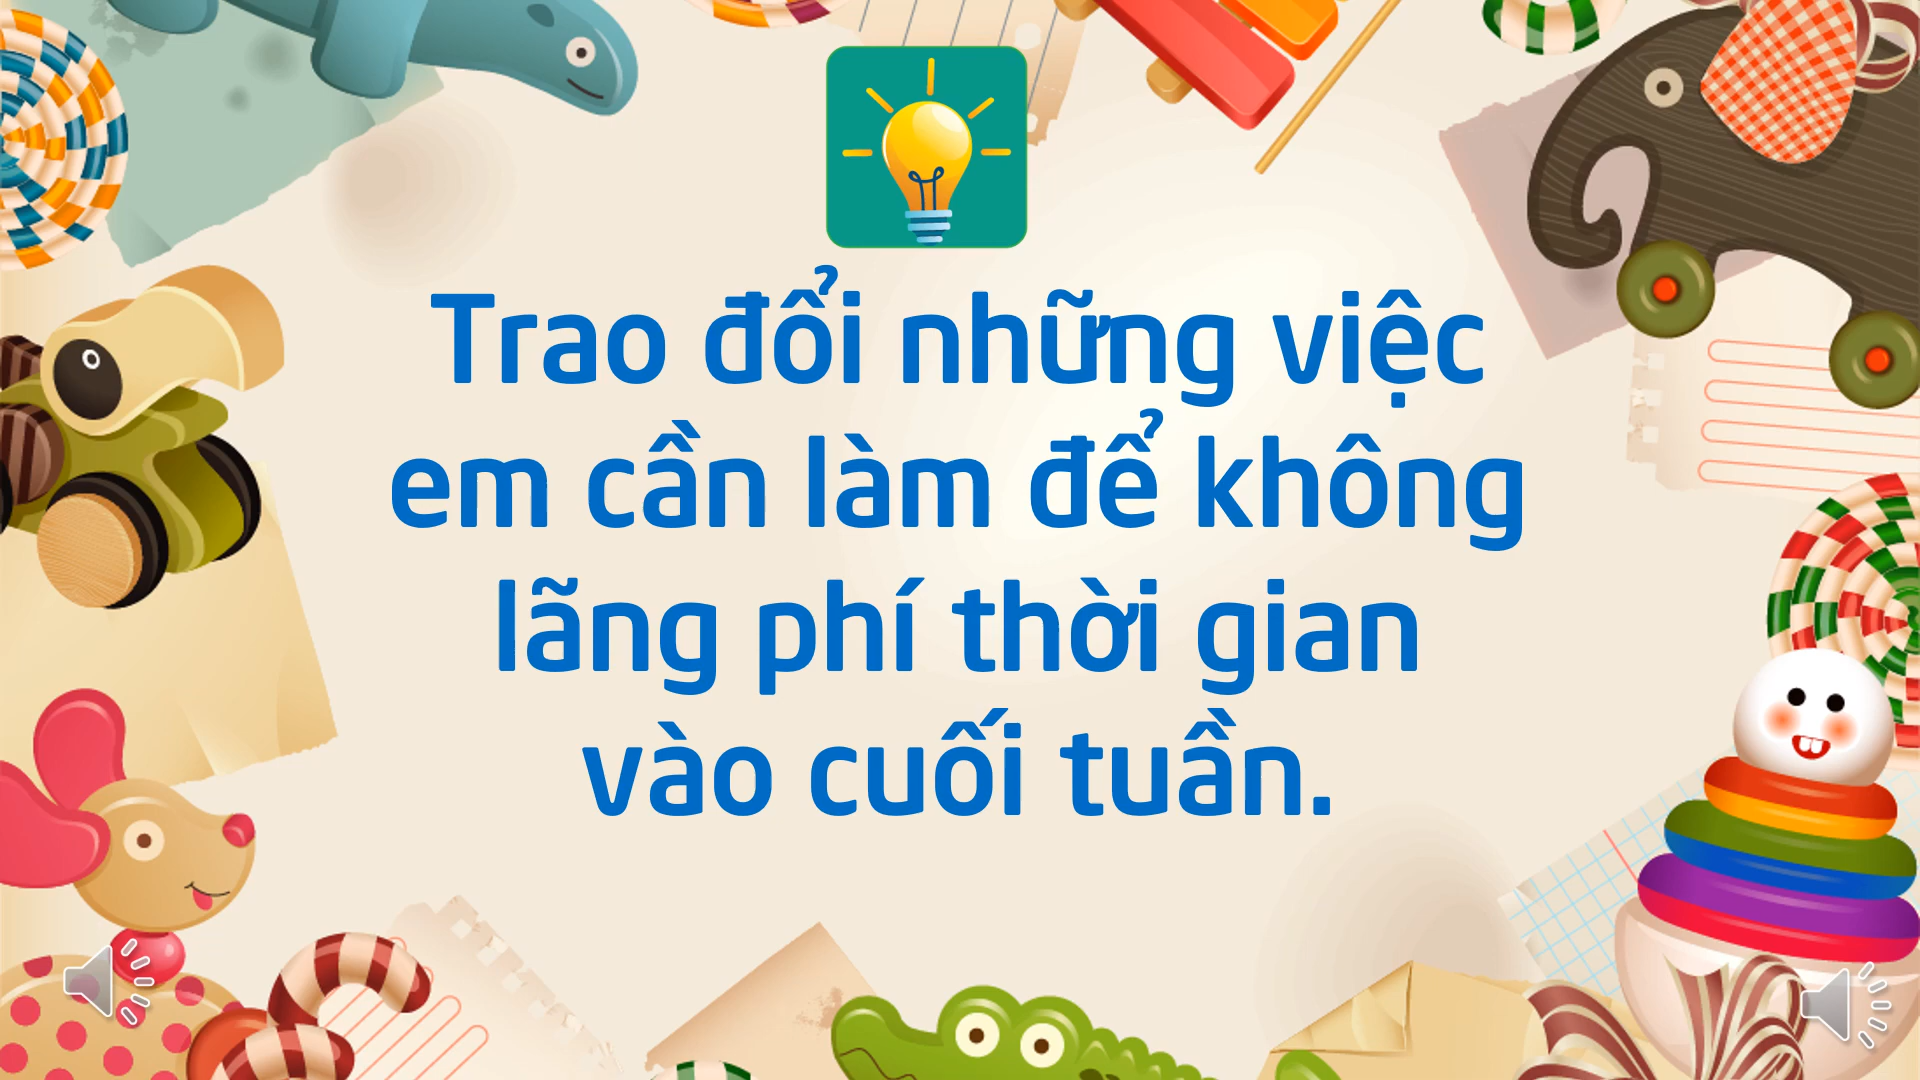 Trao đổi những việc
em cần làm để không
lãng phí thời gian
vào cuối tuần.